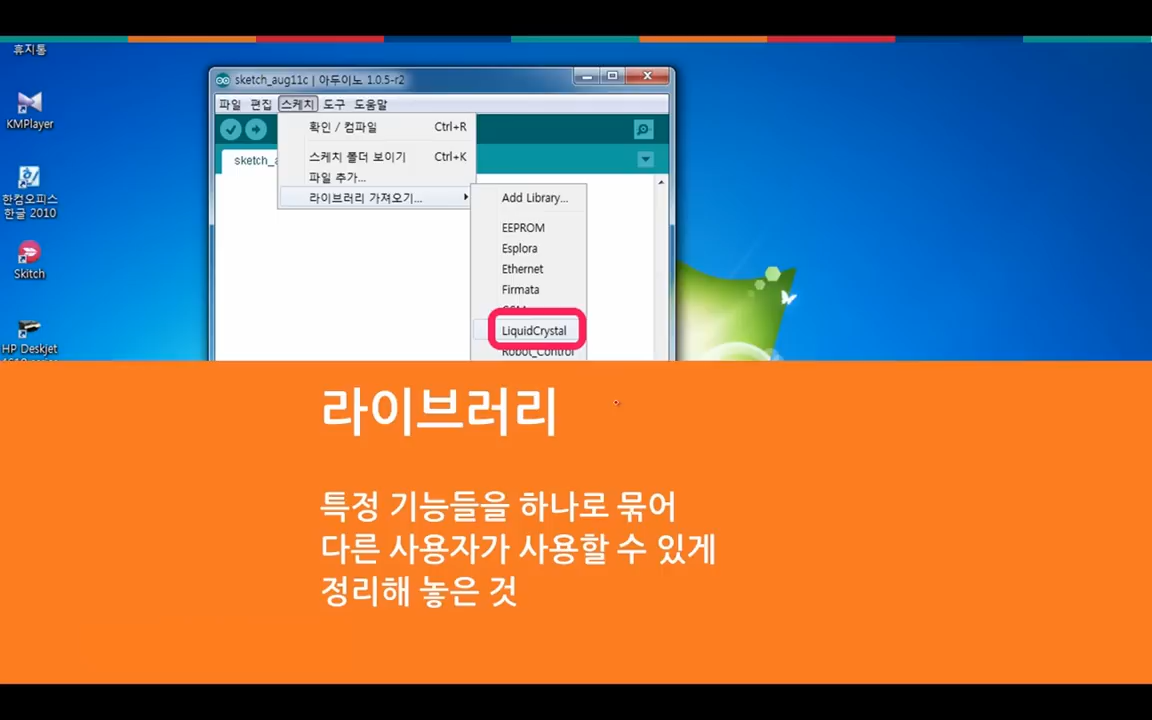 휴지통
sketch_aug11c | 아두이노 1.0.5-r2
KMPlayer
파일 편집 스케치 도구 도움말
확인 / 컴파일 Ctrl+R
sketch_a
스케치 폴더 보이기 Ctrl+K
파일 추가...
라이브러리 가져오기...
Add Library...
한컴오피스
한글 2010
EEPROM
Esplora
Ethernet
Skitch
Firmata
LiquidCrystal
HP Deskjet
Robot_Control
라이브러리
특정 기능들을 하나로 묶어
다른 사용자가 사용할 수 있게
정리해 놓은 것